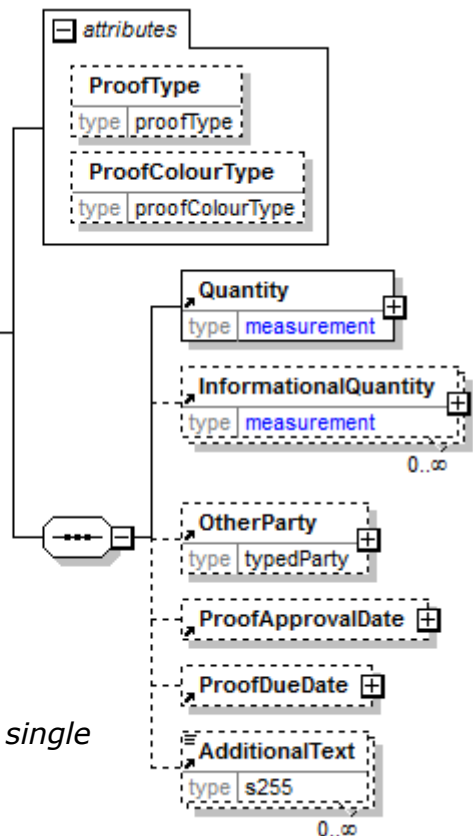 attributes
ProofType
type proofType
ProofColourType
type proofColourType
Quantity
type measurement
InformationalQuantity
type measurement
0..∞
OtherParty
type typedParty
ProofApprovalDate
ProofDueDate
single
AdditionalText
type s255
0..∞